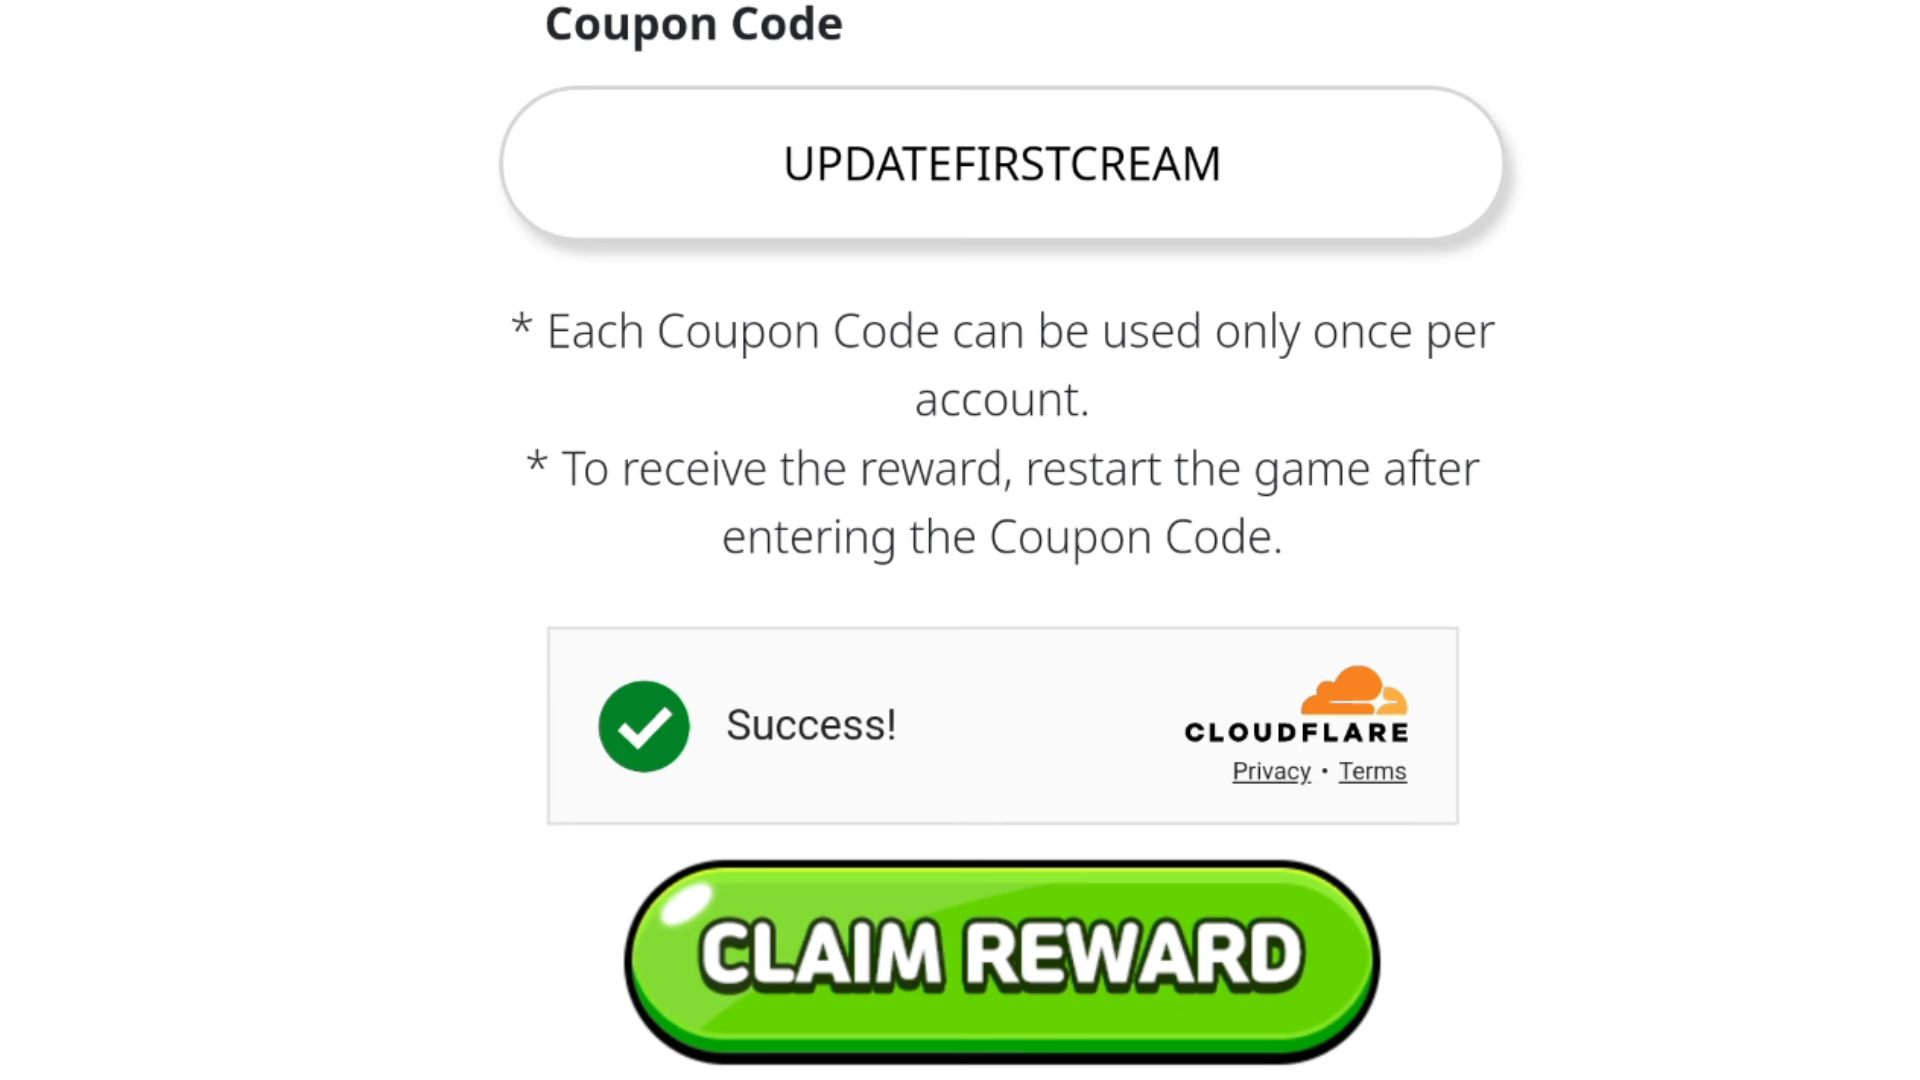 Coupon Code
UPDATEFIRSTCREAM
* Each Coupon Code can be used only once per
account.
* To receive the reward, restart the game after
entering the Coupon Code.
Success!
CLOUDFLARE
Privacy • Terms
CLAIM REWARD